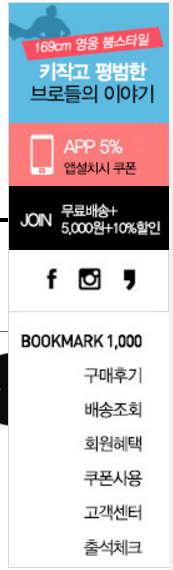 169cm 영웅 봄스타일
키작고 평범한
브로들의 이야기
APP 5%
앱설치시 쿠폰
JOIN
무료배송+
5,000원+10%할인
BOOKMARK 1,000
구매후기
배송조회
회원혜택
쿠폰사용
고객센터
출석체크